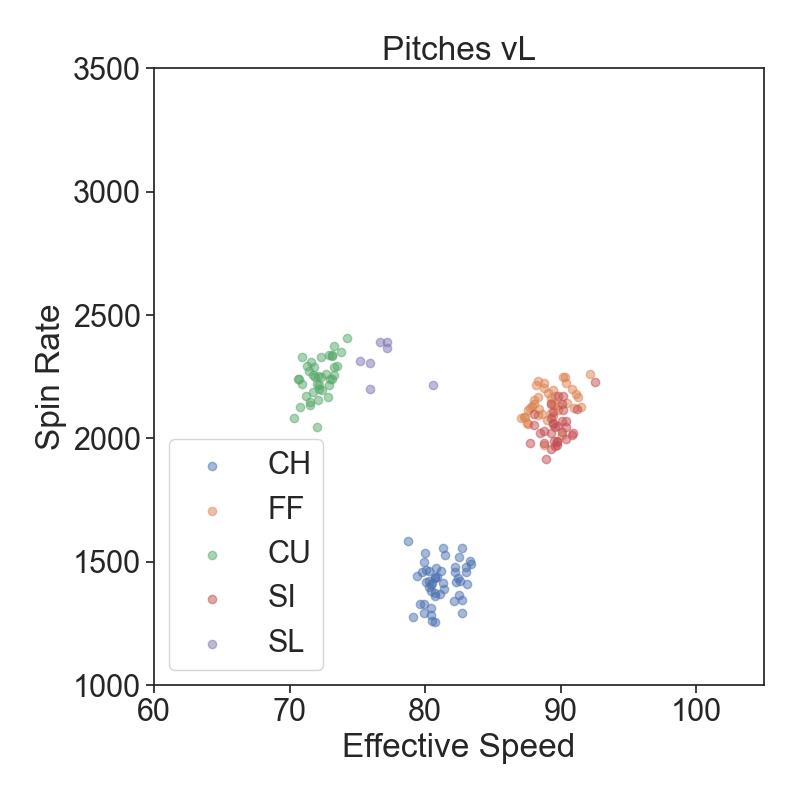 Pitches vL
3500
3000
2500
2000
1500
1000
Spin Rate
CH
FF
CU
SI
SL
60 70 80 90 100
Effective Speed